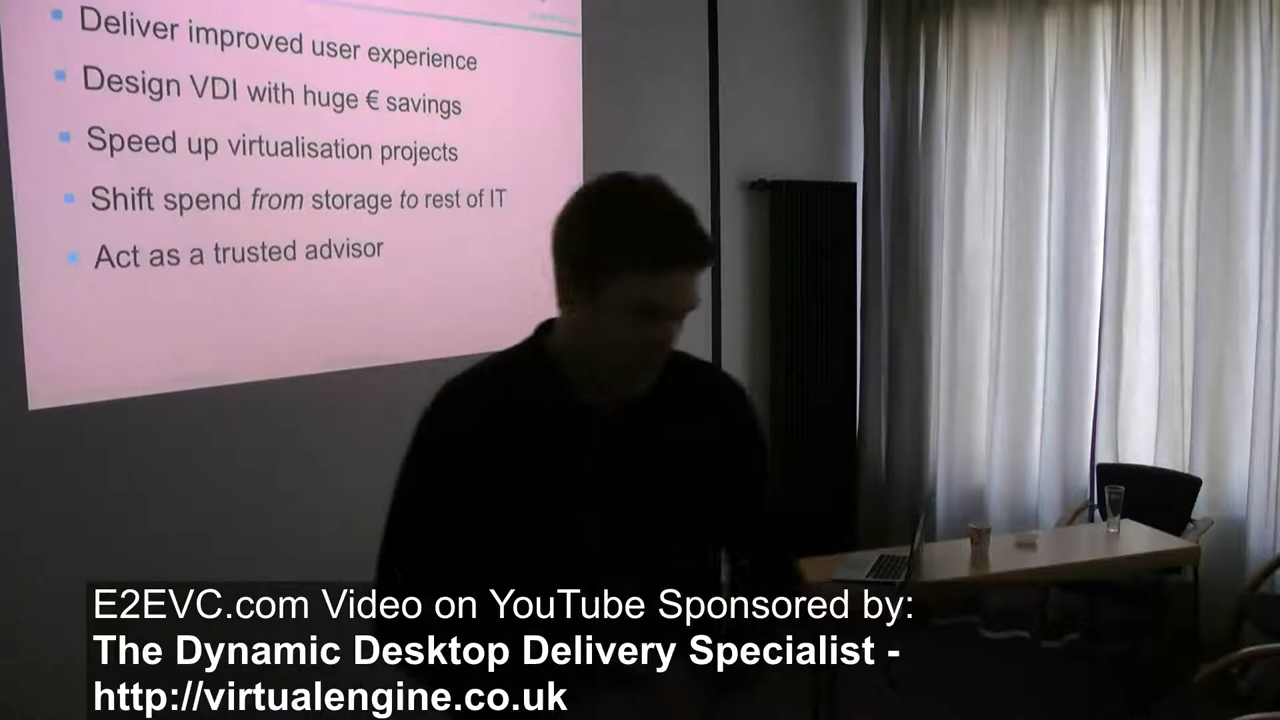 Deliver improved user experience
Design VDI with huge € savings
Speed up virtualisation projects
Shift spend from storage to rest of IT
Act as a trusted advisor
E2EVC.com Video on YouTube Sponsored by:
The Dynamic Desktop Delivery Specialist -
http://virtualengine.co.uk